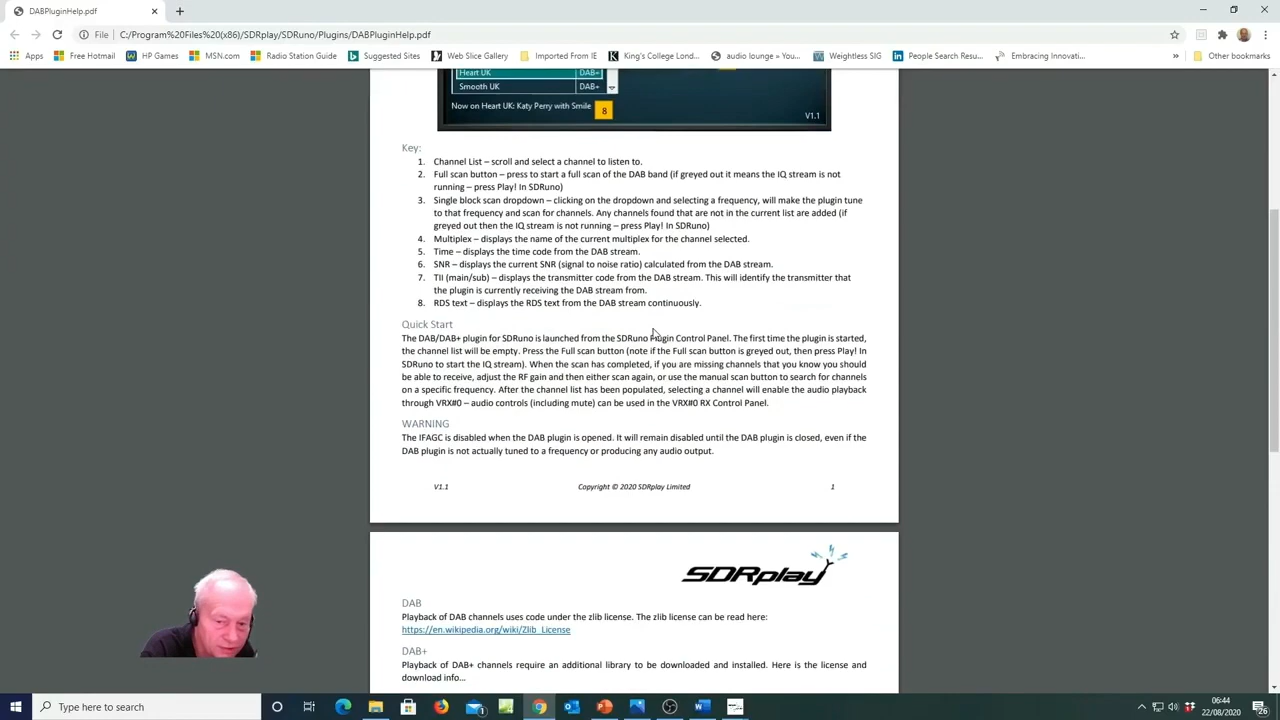 DABPluginHelp.pdf
File
C:/Program%20Files%20(x86)/SDRplay/SDRuno/Plugins/DABPluginHelp.pdf
Apps
Free Hotmail
HP Games
MSN.com
Radio Station Guide
Suggested Sites
Web Slice Gallery
Imported From IE
King's College Lond...
audio lounge » You...
Weightless SIG
People Search Resu...
Embracing Innovati...
»
Other bookmarks
Heart UK DAB+
Smooth UK DAB+
Now on Heart UK: Katy Perry with Smile 8
V1.1
Key:
1. Channel List – scroll and select a channel to listen to.
2. Full scan button – press to start a full scan of the DAB band (if greyed out it means the IQ stream is not
running – press Play! In SDRuno)
3. Single block scan dropdown – clicking on the dropdown and selecting a frequency, will make the plugin tune
to that frequency and scan for channels. Any channels found that are not in the current list are added (if
greyed out then the IQ stream is not running – press Play! In SDRuno)
4. Multiplex – displays the name of the current multiplex for the channel selected.
5. Time – displays the time code from the DAB stream.
6. SNR – displays the current SNR (signal to noise ratio) calculated from the DAB stream.
7. TII (main/sub) – displays the transmitter code from the DAB stream. This will identify the transmitter that
the plugin is currently receiving the DAB stream from.
8. RDS text – displays the RDS text from the DAB stream continuously.
Quick Start
The DAB/DAB+ plugin for SDRuno is launched from the SDRuno Plugin Control Panel. The first time the plugin is started,
the channel list will be empty. Press the Full scan button (note if the Full scan button is greyed out, then press Play! In
SDRuno to start the IQ stream). When the scan has completed, if you are missing channels that you know you should
be able to receive, adjust the RF gain and then either scan again, or use the manual scan button to search for channels
on a specific frequency. After the channel list has been populated, selecting a channel will enable the audio playback
through VRX#0 – audio controls (including mute) can be used in the VRX#0 RX Control Panel.
WARNING
The IFAGC is disabled when the DAB plugin is opened. It will remain disabled until the DAB plugin is closed, even if the
DAB plugin is not actually tuned to a frequency or producing any audio output.
V1.1 Copyright © 2020 SDRplay Limited 1
SDRplay
DAB
Playback of DAB channels uses code under the zlib license. The zlib license can be read here:
https://en.wikipedia.org/wiki/Zlib_License
DAB+
Playback of DAB+ channels require an additional library to be downloaded and installed. Here is the license and
download info...
Type here to search
06:44
22/08/2020